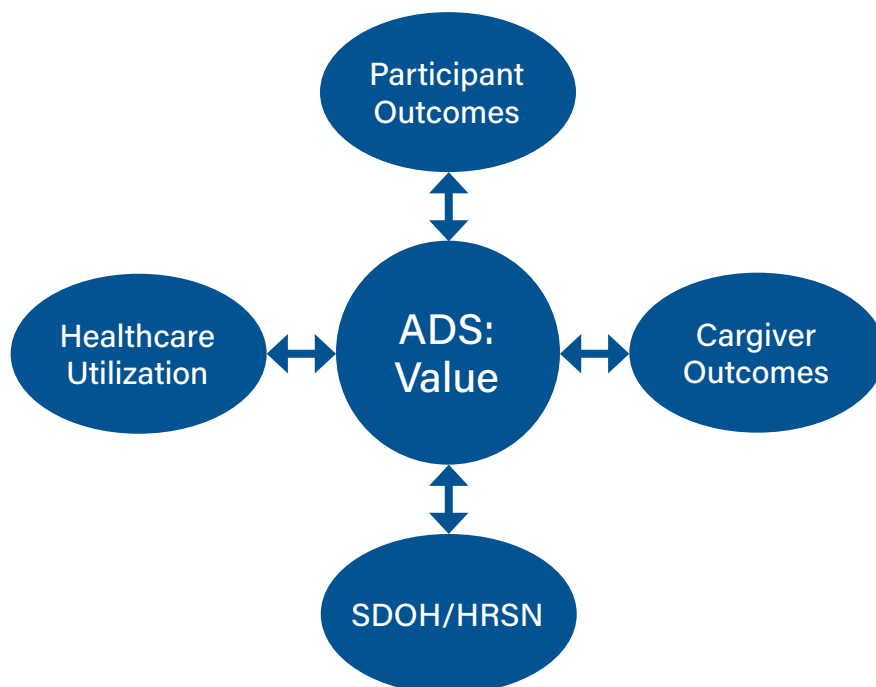 Participant
Outcomes
Healthcare
Utilization
ADS:
Value
Cargiver
Outcomes
SDOH/HRSN